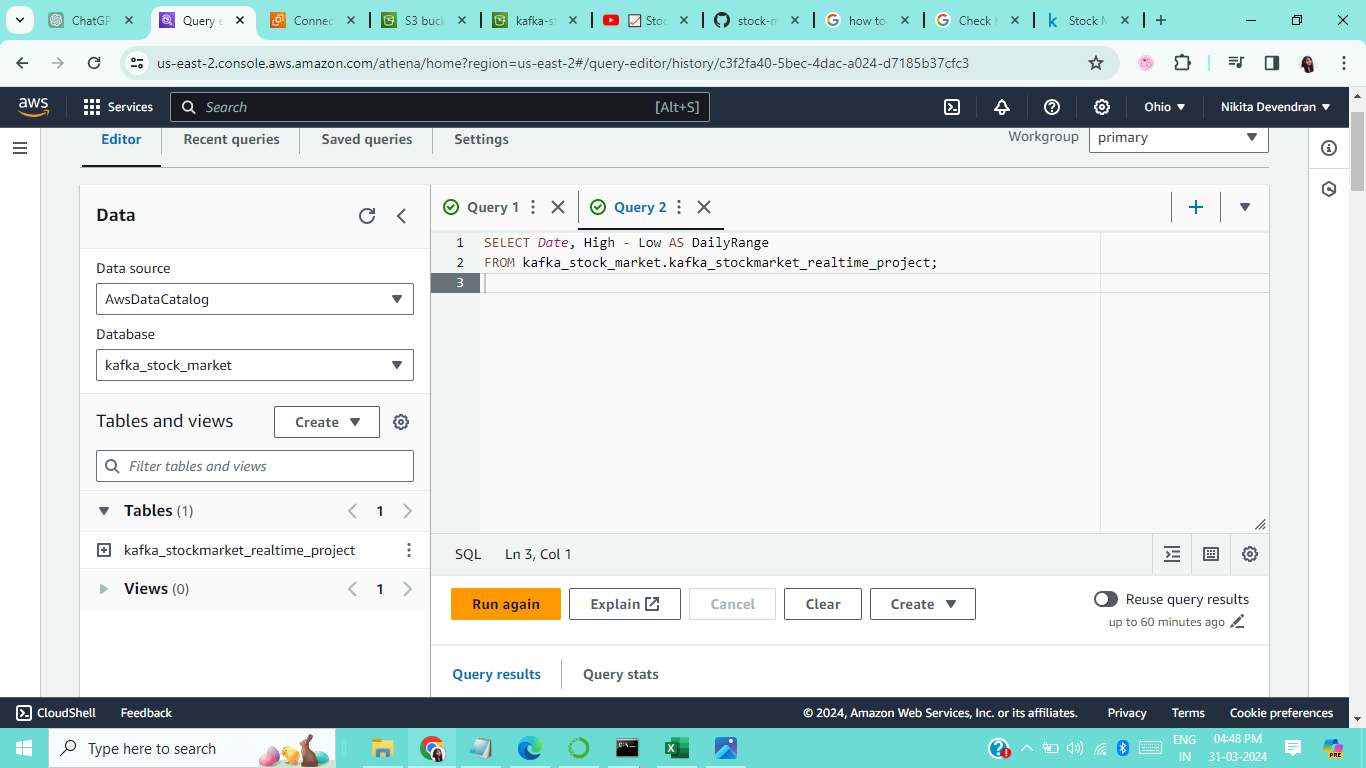 ChatGP
Query e
Connec
S3 buck
kafka-st
Stoc
stock-m
how to
Check
Stock M
us-east-2.console.aws.amazon.com/athena/home?region=us-east-2#/query-editor/history/c3f2fa40-5bec-4dac-a024-d7185b37cfc3
aws
Services
Search
[Alt+S]
Ohio
Nikita Devendran
Editor
Recent queries
Saved queries
Settings
Workgroup
primary
Data
Query 1
Query 2
1 SELECT Date, High - Low AS DailyRange
2 FROM kafka_stock_market.kafka_stockmarket_realtime_project;
3
Data source
AwsDataCatalog
Database
kafka_stock_market
Tables and views
Create
Filter tables and views
Tables (1)
1
kafka_stockmarket_realtime_project
Views (0)
1
SQL
Ln 3, Col 1
Run again
Explain
Cancel
Clear
Create
Reuse query results
up to 60 minutes ago
Query results
Query stats
CloudShell
Feedback
© 2024, Amazon Web Services, Inc. or its affiliates.
Privacy
Terms
Cookie preferences
Type here to search
ENG
IN
04:48 PM
31-03-2024
PRE